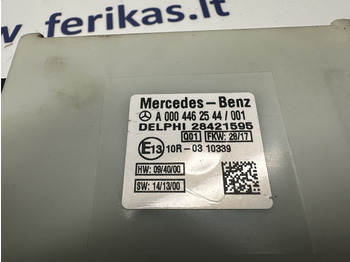 www.ferikas.lt
Mercedes-Benz
A 000 446 25 44 / 001
DELPHI 28421595
Q01 FKW: 28/17
E13 10R-03 10339
HW: 09/40/00
SW: 14/13/00